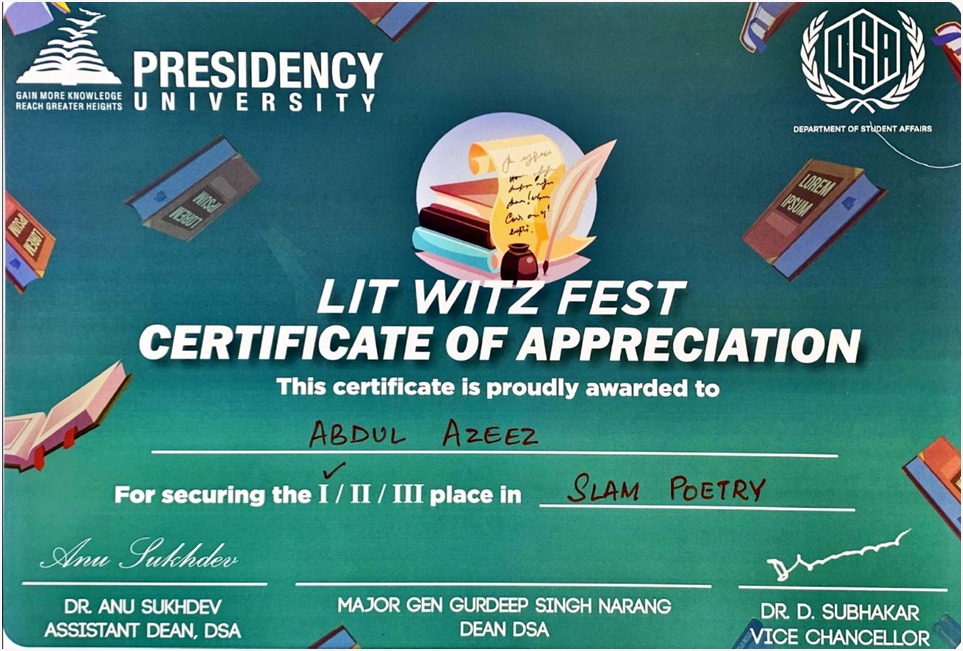 GAIN MORE KNOWLEDGE
REACH GREATER HEIGHTS
PRESIDENCY
UNIVERSITY
DSA
DEPARTMENT OF STUDENT AFFAIRS
LOREM
IPSUM
LOREM
IPSUM
LOREM
IPSUM
LIT WITZ FEST
CERTIFICATE OF APPRECIATION
This certificate is proudly awarded to
ABDUL AZEEZ
For securing the I / II / III place in SLAM POETRY
Anu Sukhdev
DR. ANU SUKHDEV
ASSISTANT DEAN, DSA
MAJOR GEN GURDEEP SINGH NARANG
DEAN DSA
DR. D. SUBHAKAR
VICE CHANCELLOR